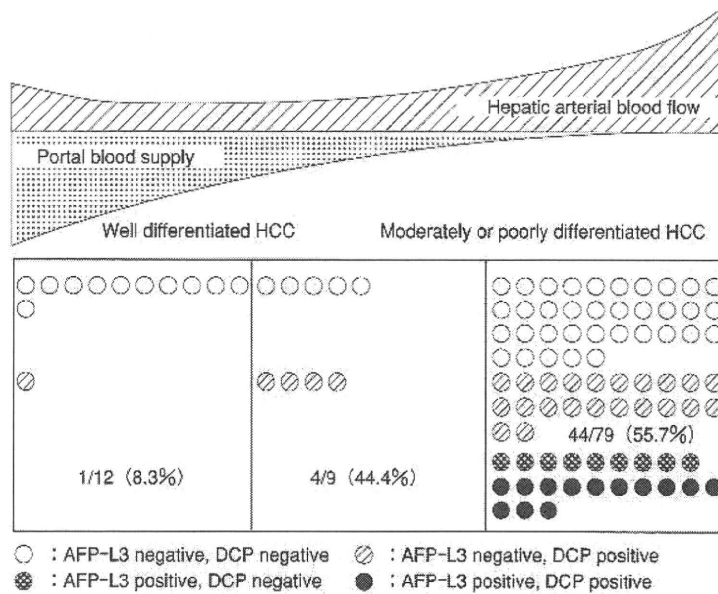 Hepatic arterial blood flow
Portal blood supply
Well differentiated HCC
Moderately or poorly differentiated HCC
44/79 (55.7%)
1/12 (8.3%)
4/9 (44.4%)
: AFP-L3 negative, DCP negative
: AFP-L3 negative, DCP positive
: AFP-L3 positive, DCP negative
: AFP-L3 positive, DCP positive